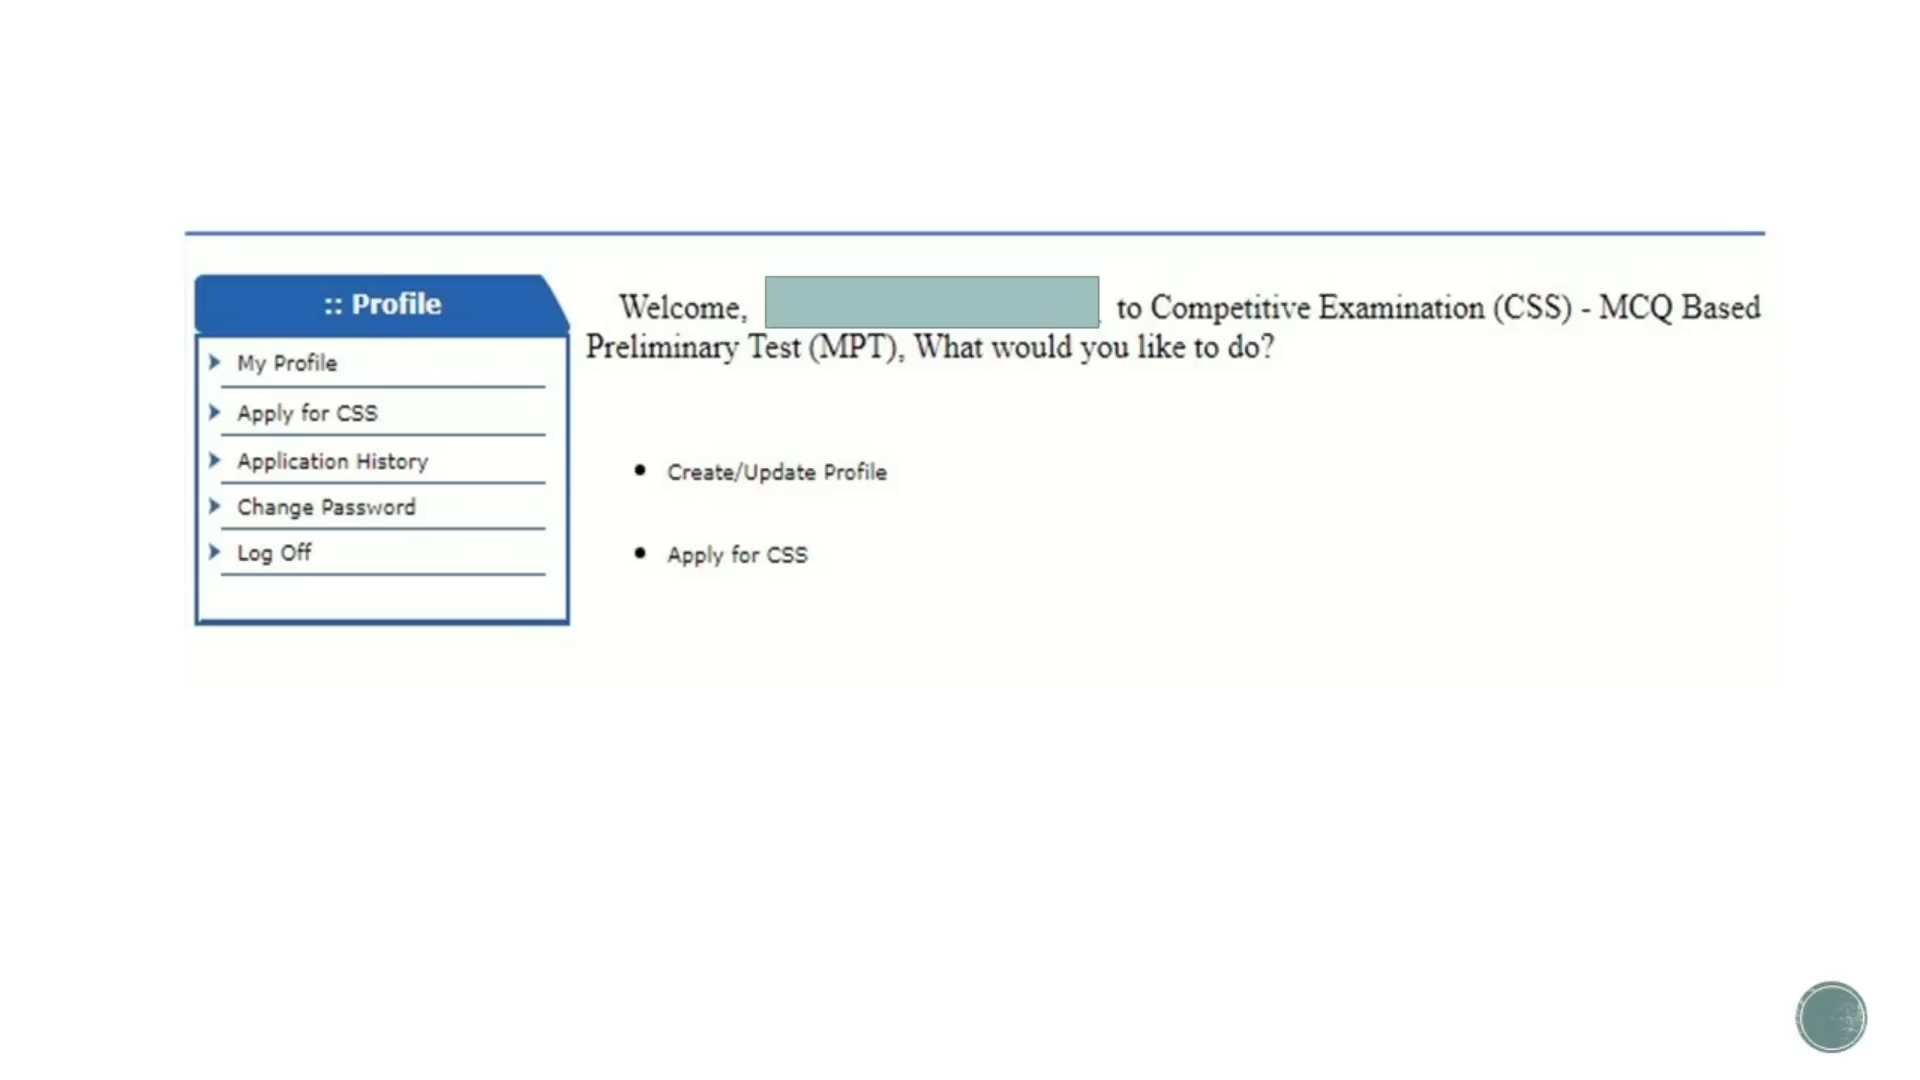 :: Profile
My Profile
Apply for CSS
Application History
Change Password
Log Off
Welcome, to Competitive Examination (CSS) - MCQ Based
Preliminary Test (MPT), What would you like to do?
Create/Update Profile
Apply for CSS